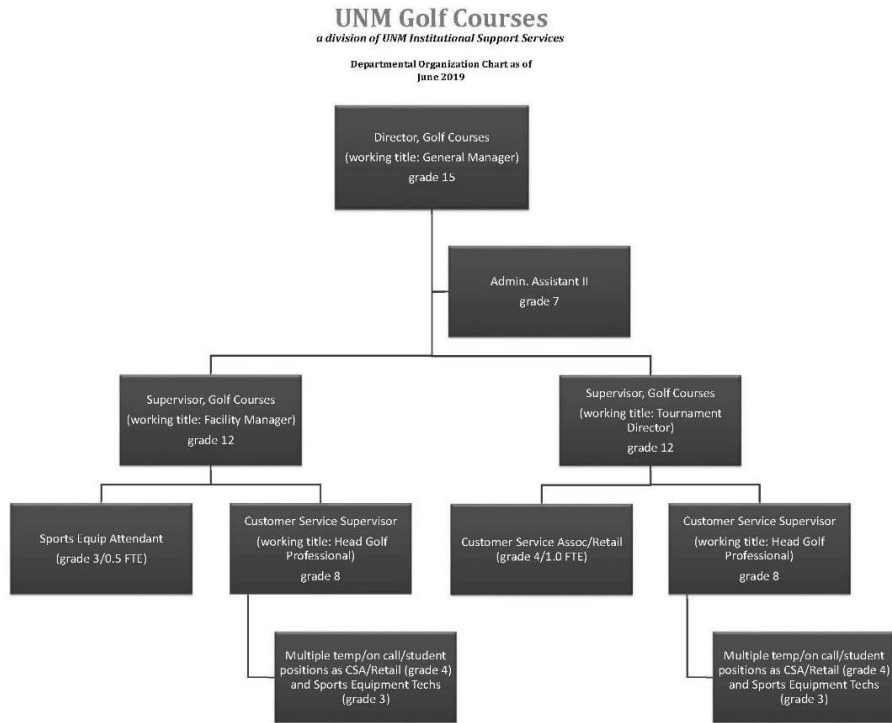 UNM Golf Courses
a division of UNM Institutional Support Services
Departmental Organization Chart as of
June 2019
Director, Golf Courses
(working title: General Manager)
grade 15
Admin. Assistant II
grade 7
Supervisor, Golf Courses
(working title: Facility Manager)
grade 12
Supervisor, Golf Courses
(working title: Tournament
Director)
grade 12
Sports Equip Attendant
(grade 3/0.5 FTE)
Customer Service Supervisor
(working title: Head Golf
Professional)
grade 8
Customer Service Assoc/Retail
(grade 4/1.0 FTE)
Customer Service Supervisor
(working title: Head Golf
Professional)
grade 8
Multiple temp/on call/student
positions as CSA/Retail (grade 4)
and Sports Equipment Techs
(grade 3)
Multiple temp/on call/student
positions as CSA/Retail (grade 4)
and Sports Equipment Techs
(grade 3)